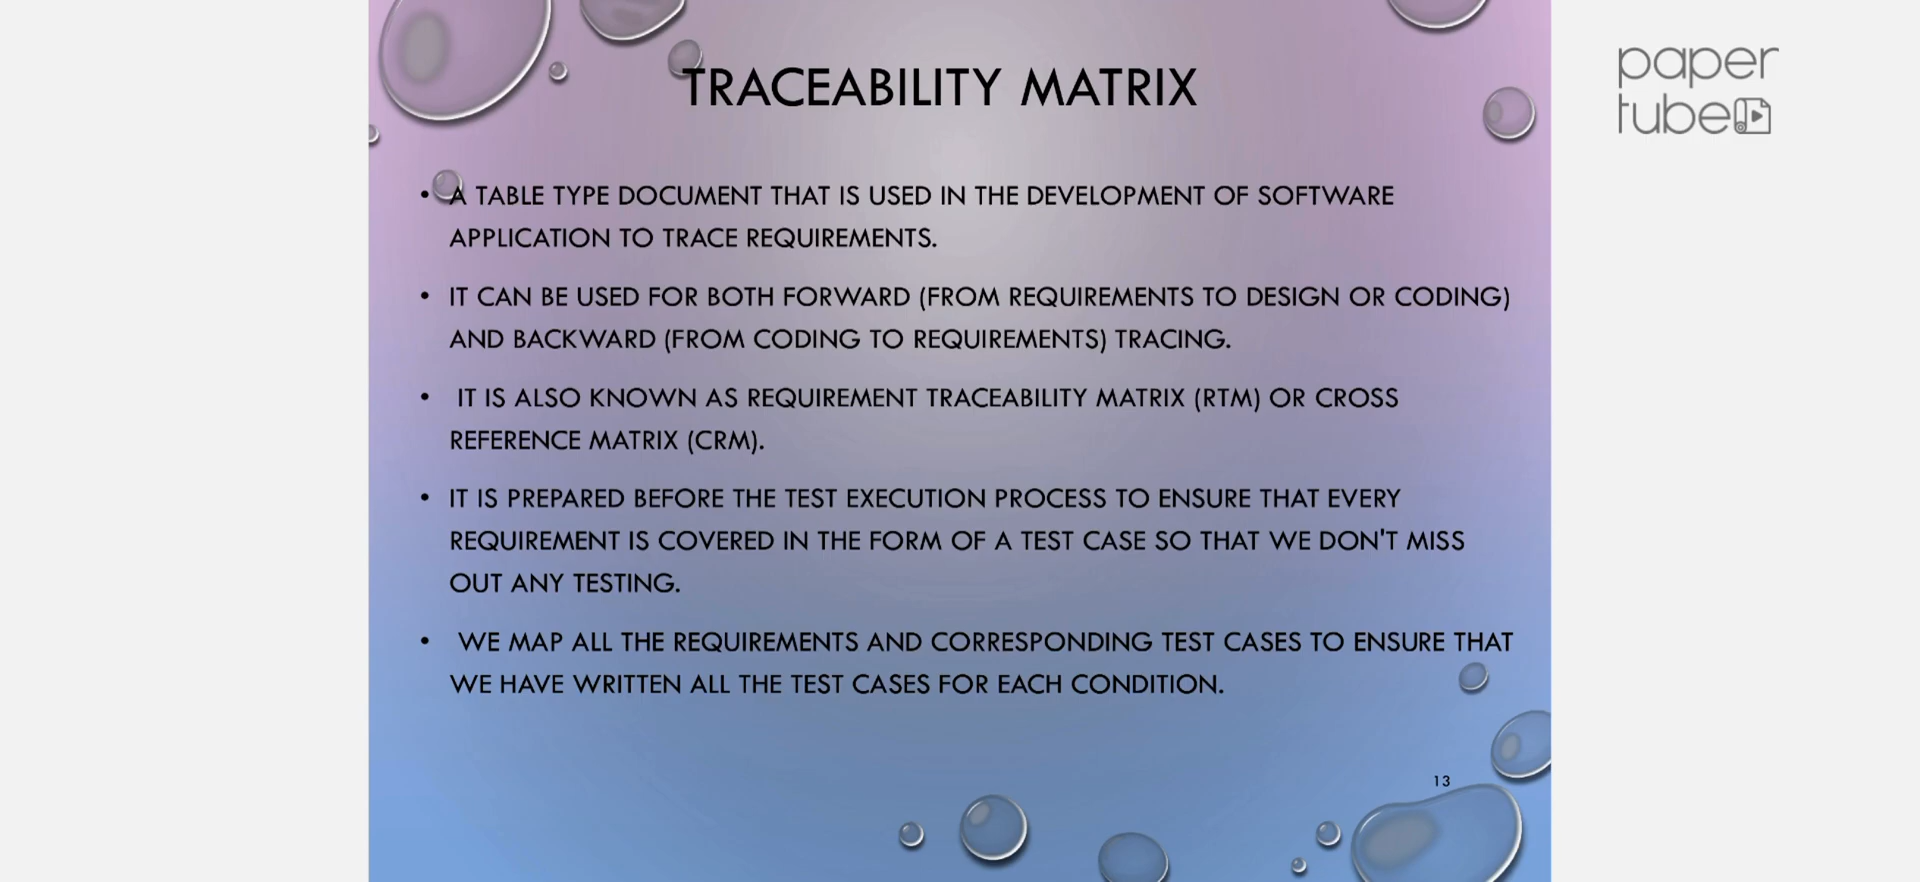 paper
tube
TRACEABILITY MATRIX
• A TABLE TYPE DOCUMENT THAT IS USED IN THE DEVELOPMENT OF SOFTWARE
APPLICATION TO TRACE REQUIREMENTS.
• IT CAN BE USED FOR BOTH FORWARD (FROM REQUIREMENTS TO DESIGN OR CODING)
AND BACKWARD (FROM CODING TO REQUIREMENTS) TRACING.
• IT IS ALSO KNOWN AS REQUIREMENT TRACEABILITY MATRIX (RTM) OR CROSS
REFERENCE MATRIX (CRM).
• IT IS PREPARED BEFORE THE TEST EXECUTION PROCESS TO ENSURE THAT EVERY
REQUIREMENT IS COVERED IN THE FORM OF A TEST CASE SO THAT WE DON'T MISS
OUT ANY TESTING.
• WE MAP ALL THE REQUIREMENTS AND CORRESPONDING TEST CASES TO ENSURE THAT
WE HAVE WRITTEN ALL THE TEST CASES FOR EACH CONDITION.
13